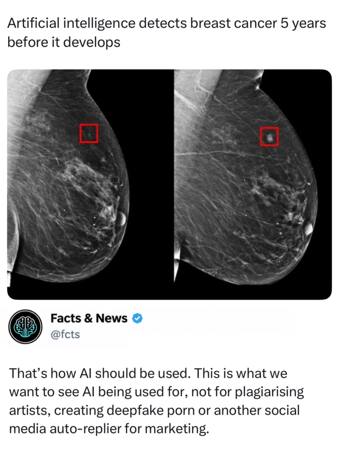 Artificial intelligence detects breast cancer 5 years
before it develops
Facts & News
@fcts
That’s how AI should be used. This is what we
want to see AI being used for, not for plagiarising
artists, creating deepfake porn or another social
media auto-replier for marketing.